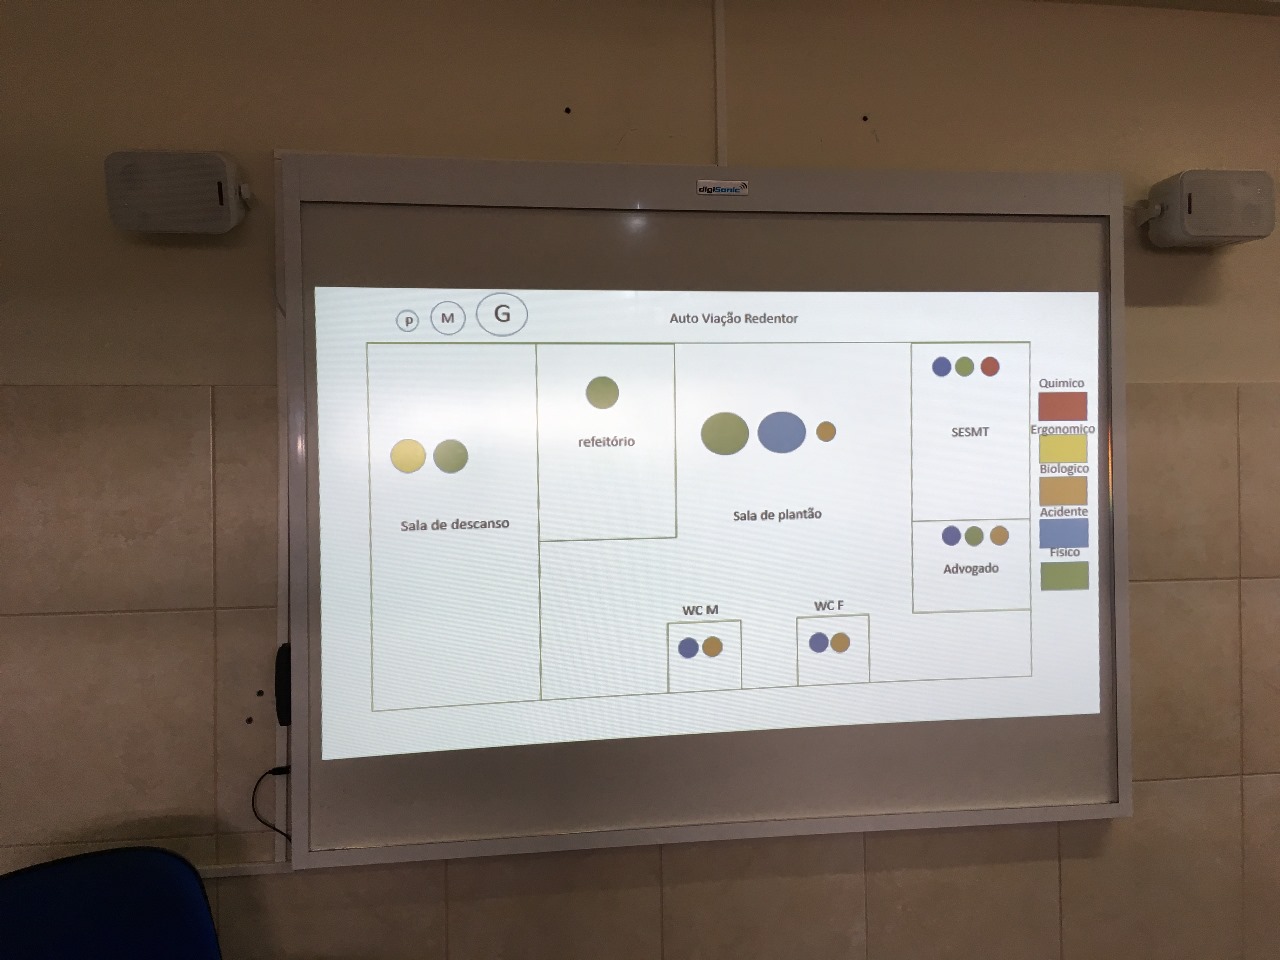 digiSonic
P M G
Auto Viação Redentor
Quimico
Ergonomico
Biologico
Acidente
Fisico
refeitório
SESMT
Sala de descanso
Sala de plantão
Advogado
WC M
WC F